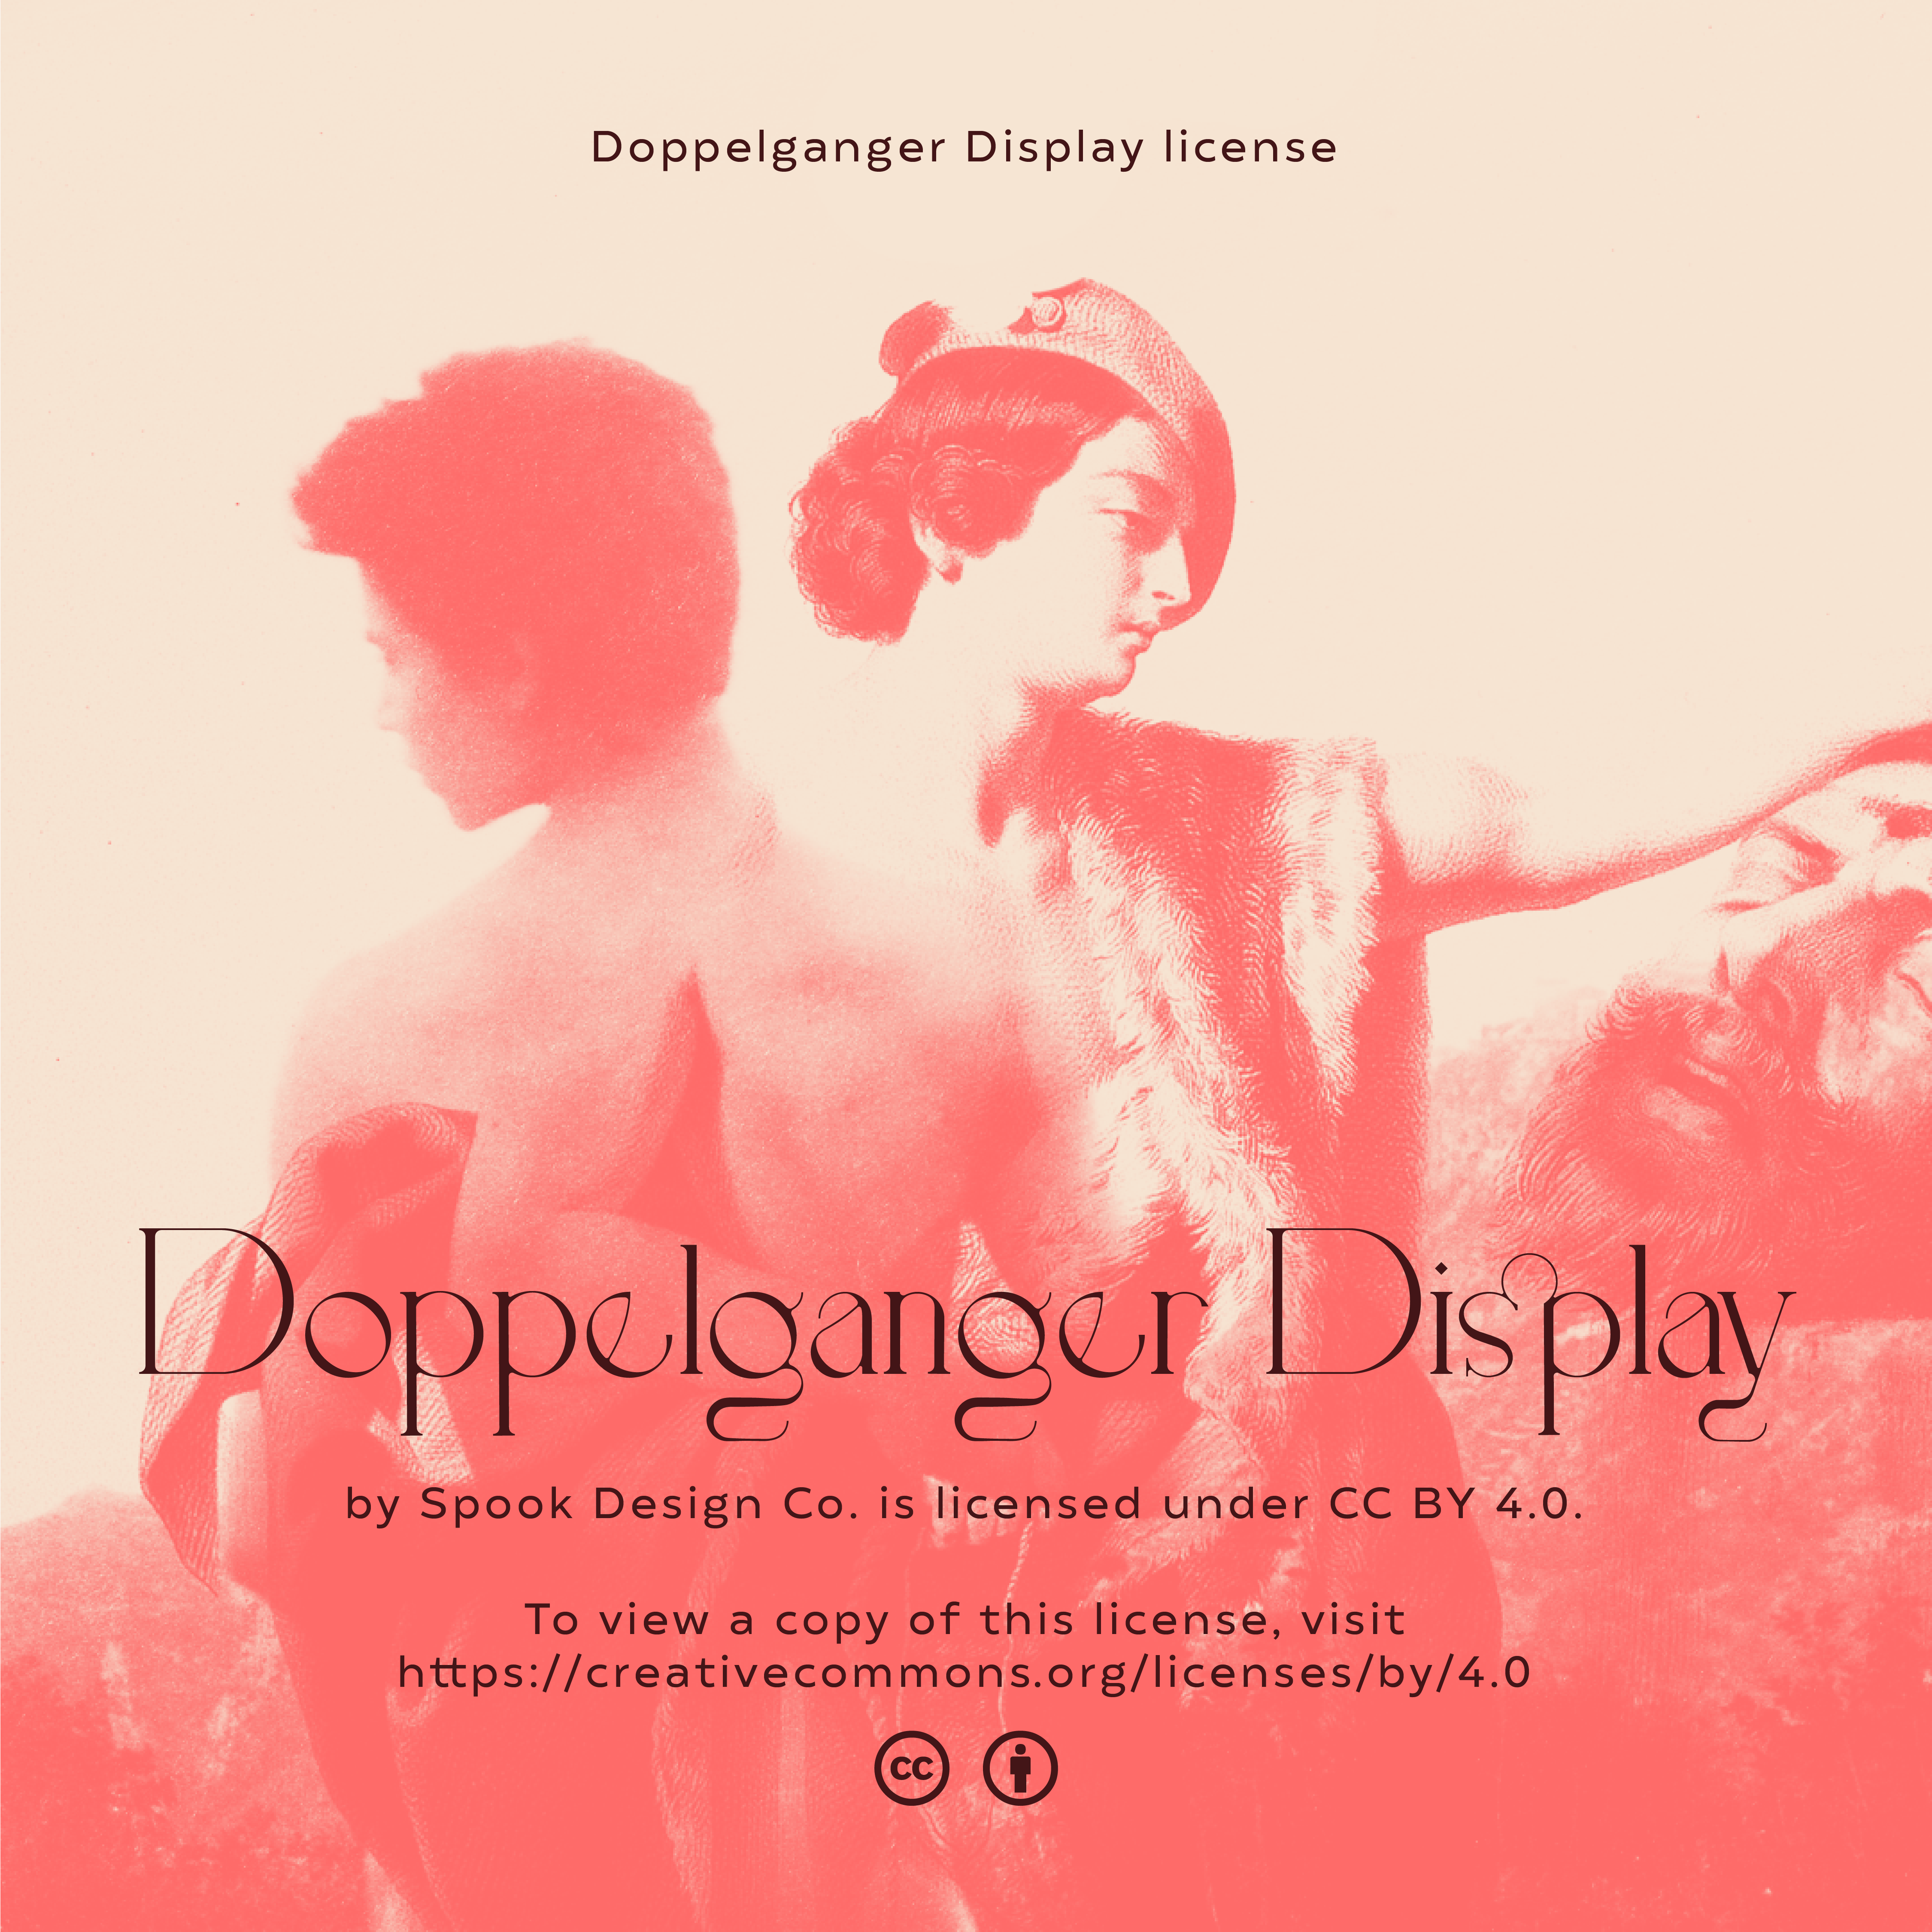 Doppelganger Display license
Doppelganger Display
by Spook Design Co. is licensed under CC BY 4.0.
To view a copy of this license, visit
https://creativecommons.org/licenses/by/4.0
cc